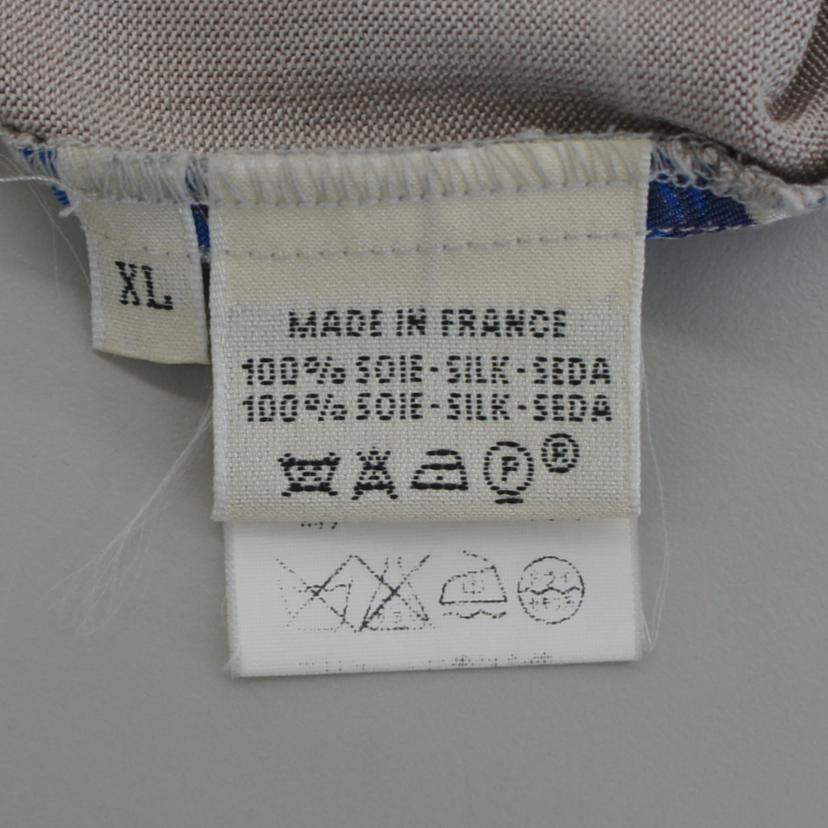 XL
MADE IN FRANCE
100% SOIE-SILK-SEDA
100% SOIE-SILK-SEDA
P ®